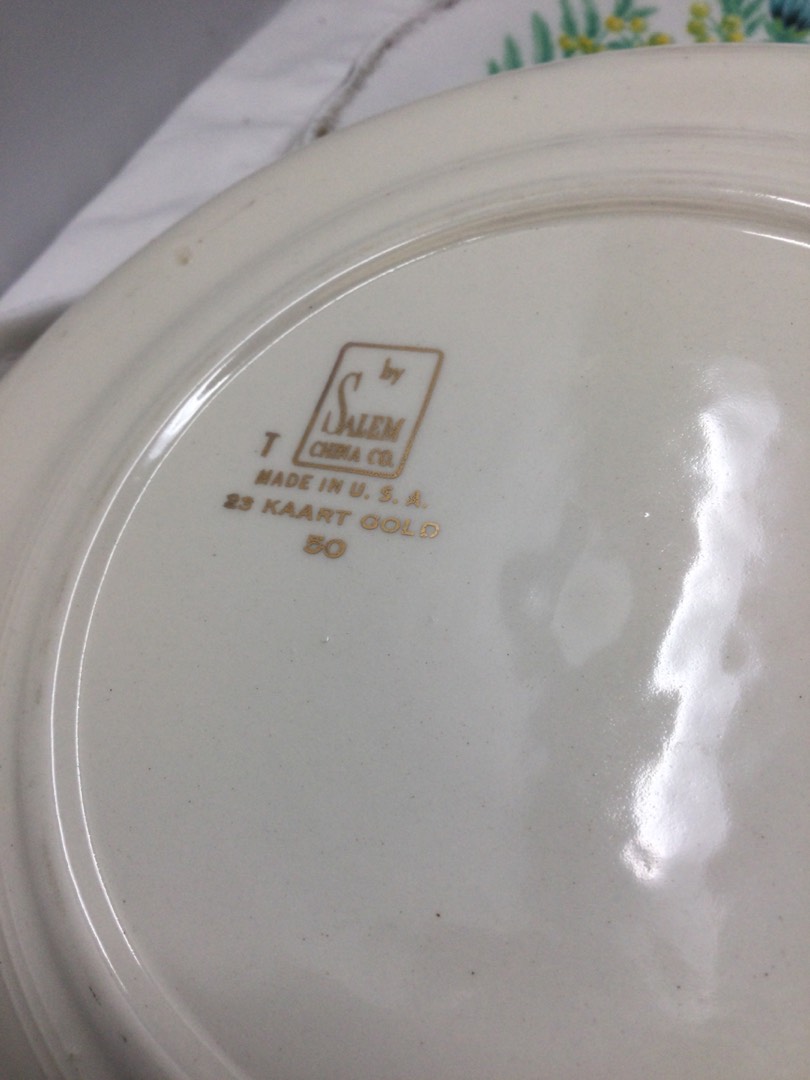 by
SALEM
CHINA CO.
T
MADE IN U. S. A.
23 KAART GOLD
50